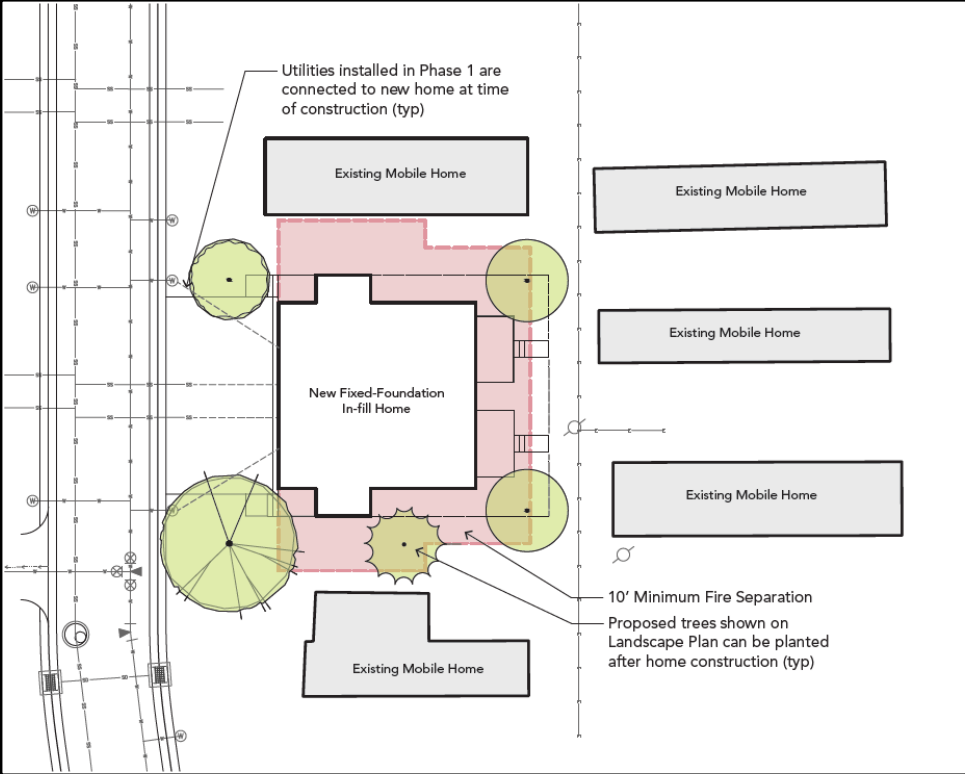 Utilities installed in Phase 1 are
connected to new home at time
of construction (typ)
Existing Mobile Home
Existing Mobile Home
Existing Mobile Home
New Fixed-Foundation
In-fill Home
Existing Mobile Home
10' Minimum Fire Separation
Proposed trees shown on
Landscape Plan can be planted
after home construction (typ)
Existing Mobile Home